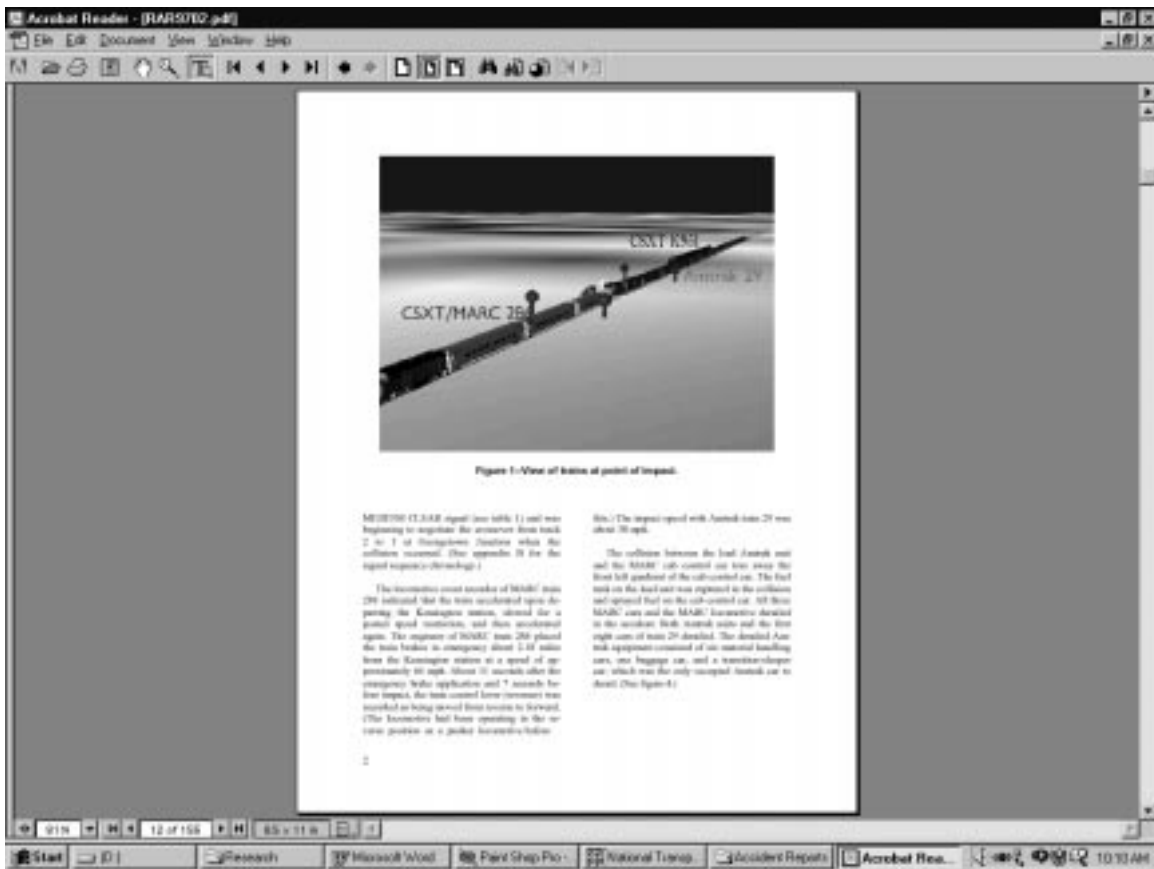 Acrobat Reader - [RAR9702.pdf]
File Edit Document View Window Help
CSXT K951
Amtrak 29
CSXT/MARC 286
Figure 1-View of trains at point of impact.
MEDIUM CLEAR signal (see table 1) and was
beginning to negotiate the crossover from track
2 to 1 at Georgetown Junction when the
collision occurred. (See appendix B for the
signal sequence chronology.)
The locomotive event recorder of MARC train
286 indicated that the train accelerated upon de-
parting the Kensington station, slowed for a
posted speed restriction, and then accelerated
again. The engineer of MARC train 286 placed
the train brakes in emergency about
from the Kensington station at a speed of ap-
proximately 66 mph. About 11 seconds after the
emergency brake application and 7 seconds be-
fore impact, the train control lever (reverser) was
recorded as being moved from reverse to forward.
(The locomotive had been operating in the re-
verse position as a pusher locomotive before
2
this.) The impact speed with Amtrak train 29 was
about 38 mph.
The collision between the lead Amtrak unit
and the MARC cab control car tore away the
front left quadrant of the cab control car. The fuel
tank on the lead unit was ruptured in the collision
and sprayed fuel on the cab control car. All three
MARC cars and the MARC locomotive derailed
in the accident. Both Amtrak units and the first
eight cars of train 29 derailed. The derailed Am-
trak equipment consisted of six material handling
cars, one baggage car, and a transition-sleeper
car, which was the only occupied Amtrak car to
derail. (See figure
91% 12 of 155 8.5 x 11 in
Start (D:) Research Microsoft Word Paint Shop Pro - National Transp... Accident Reports Acrobat Rea... 10:10 AM